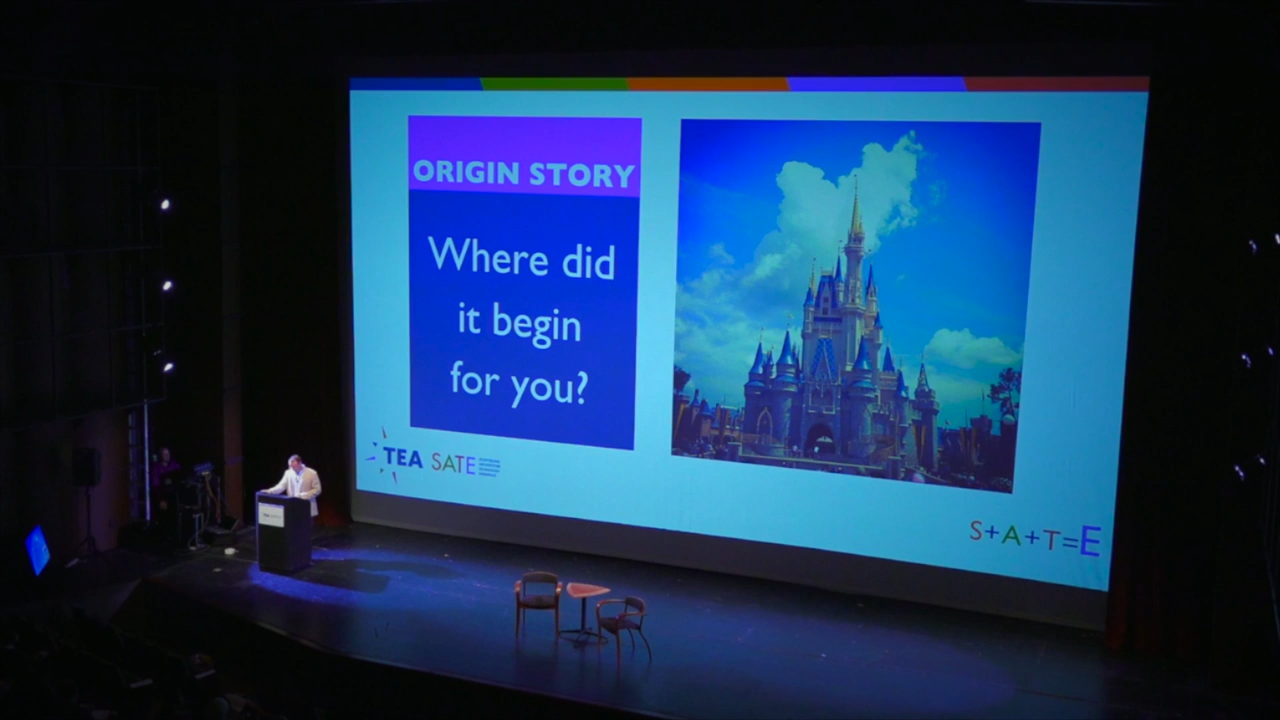 ORIGIN STORY
Where did
it begin
for you?
TEA SATE
S+A+T=E